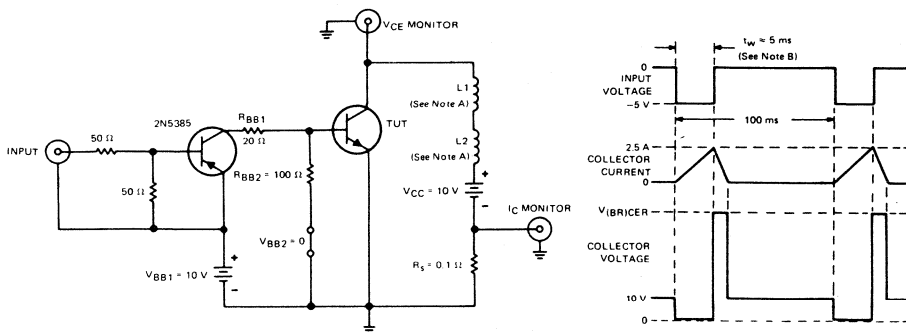 VCE MONITOR
INPUT
50 Ω
50 Ω
2N5385
RBB1
20 Ω
TUT
RBB2 = 100 Ω
VBB2 = 0
VBB1 = 10 V
+
-
L1
(See Note A)
L2
(See Note A)
+
VCC = 10 V
-
IC MONITOR
RS = 0.1 Ω
tw ≈ 5 ms
(See Note B)
0
INPUT
VOLTAGE
-5 V
100 ms
2.5 A
COLLECTOR
CURRENT
0
V(BR)CER
COLLECTOR
VOLTAGE
10 V
0